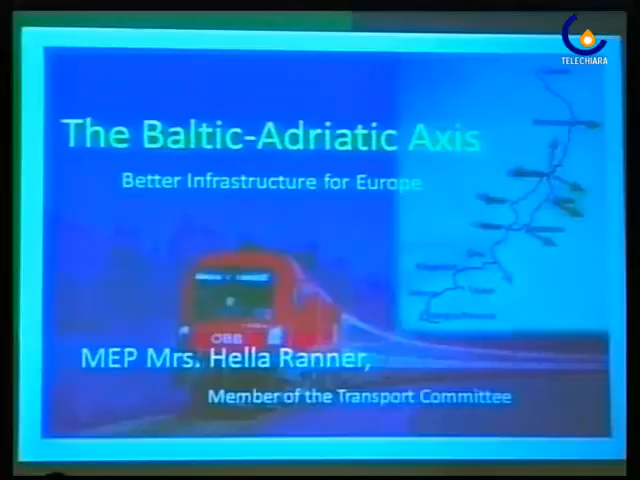 TELECHIARA
The Baltic-Adriatic Axis
Better Infrastructure for Europe
ÖBB
MEP Mrs. Hella Ranner,
Member of the Transport Committee